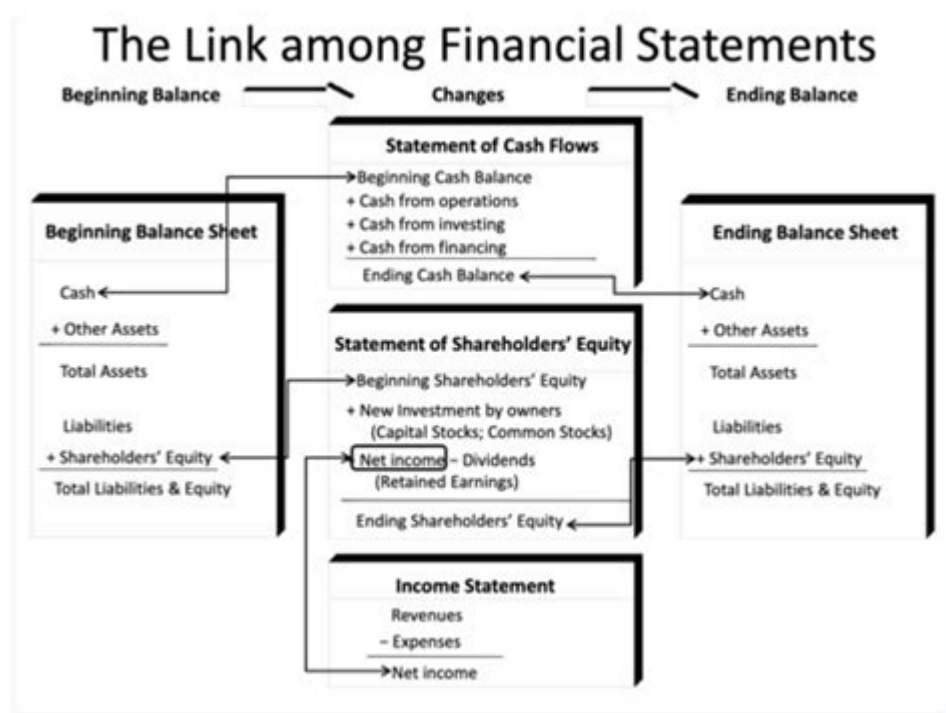 The Link among Financial Statements
Beginning Balance
Changes
Ending Balance
Beginning Balance Sheet
Cash
+ Other Assets
Total Assets
Liabilities
+ Shareholders' Equity
Total Liabilities & Equity
Statement of Cash Flows
Beginning Cash Balance
+ Cash from operations
+ Cash from investing
+ Cash from financing
Ending Cash Balance
Statement of Shareholders' Equity
Beginning Shareholders' Equity
+ New Investment by owners
(Capital Stocks; Common Stocks)
+ Net income – Dividends
(Retained Earnings)
Ending Shareholders' Equity
Income Statement
Revenues
– Expenses
Net income
Ending Balance Sheet
Cash
+ Other Assets
Total Assets
Liabilities
+ Shareholders' Equity
Total Liabilities & Equity